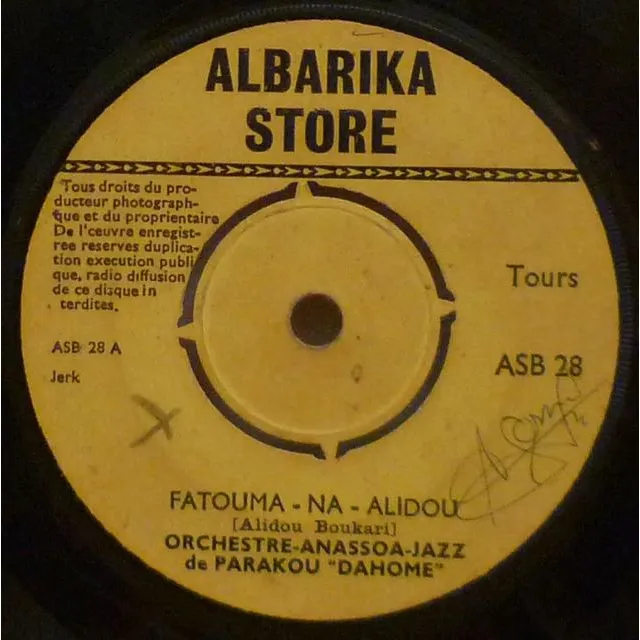 ALBARIKA
STORE
Tous droits du pro-
ducteur photograph-
que et du proprientaire
De l'œuvre enregist-
ree reserves duplica-
tion execution publi
que, radio diffusion
de ce disque in
terdites.
ASB 28 A
Jerk
Tours
ASB 28
FATOUMA - NA - ALIDOU
[Alidou Boukari]
ORCHESTRE-ANASSOA-JAZZ
de PARAKOU "DAHOME"